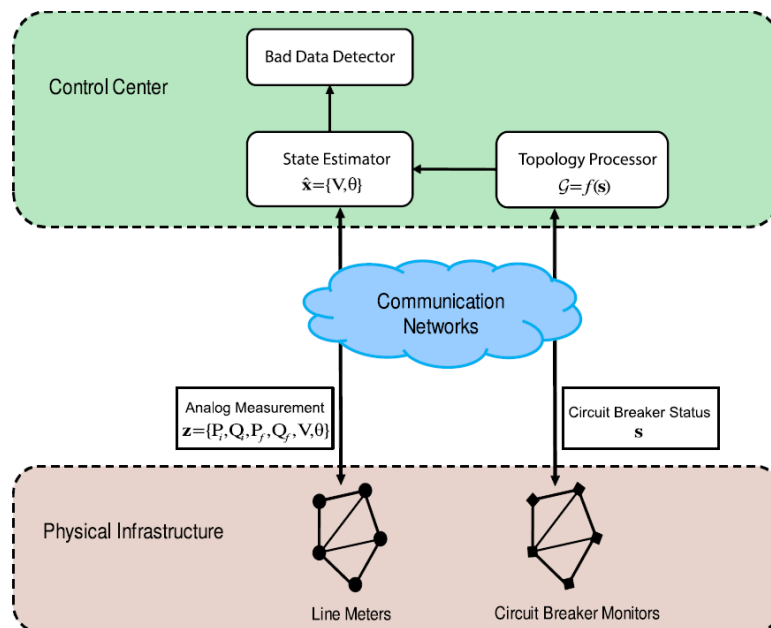 Control Center
Bad Data Detector
State Estimator
x̂={V,θ}
Topology Processor
𝒢=f(s)
Communication
Networks
Analog Measurement
z={Pᵢ,Qᵢ,P_f,Q_f,V,θ}
Circuit Breaker Status
s
Physical Infrastructure
Line Meters
Circuit Breaker Monitors